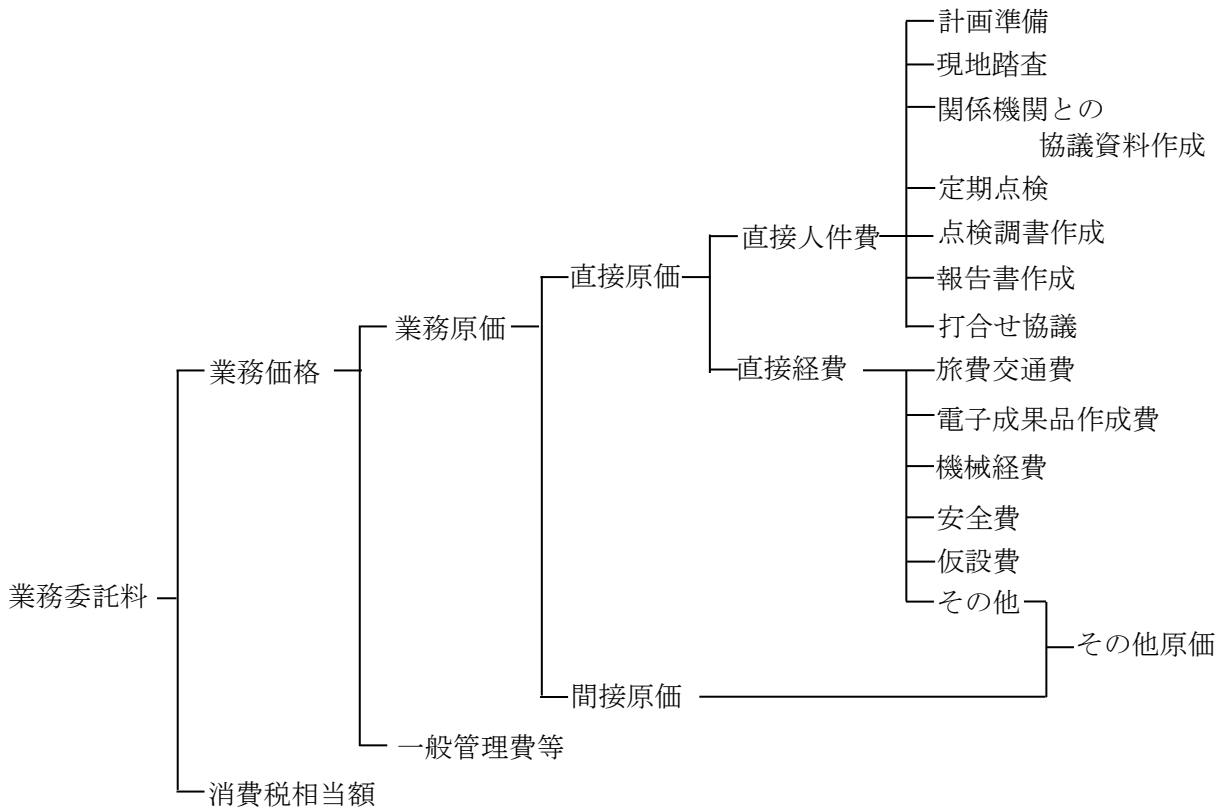 計画準備
現地踏査
関係機関との
協議資料作成
定期点検
直接人件費
点検調書作成
直接原価
報告書作成
業務原価
打合せ協議
業務価格
直接経費
旅費交通費
電子成果品作成費
機械経費
安全費
仮設費
業務委託料
その他
その他原価
間接原価
一般管理費等
消費税相当額